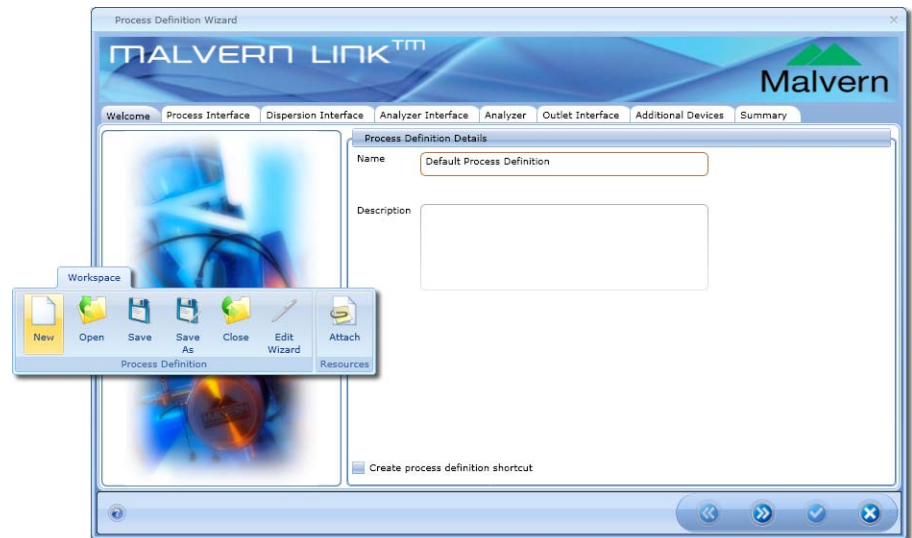 Process Definition Wizard
MALVERN LINK™
Malvern
Welcome Process Interface Dispersion Interface Analyzer Interface Analyzer Outlet Interface Additional Devices Summary
Process Definition Details
Name
Default Process Definition
Description
Workspace
New Open Save Save As Close Edit Wizard Attach
Process Definition Resources
MALVERN
Create process definition shortcut